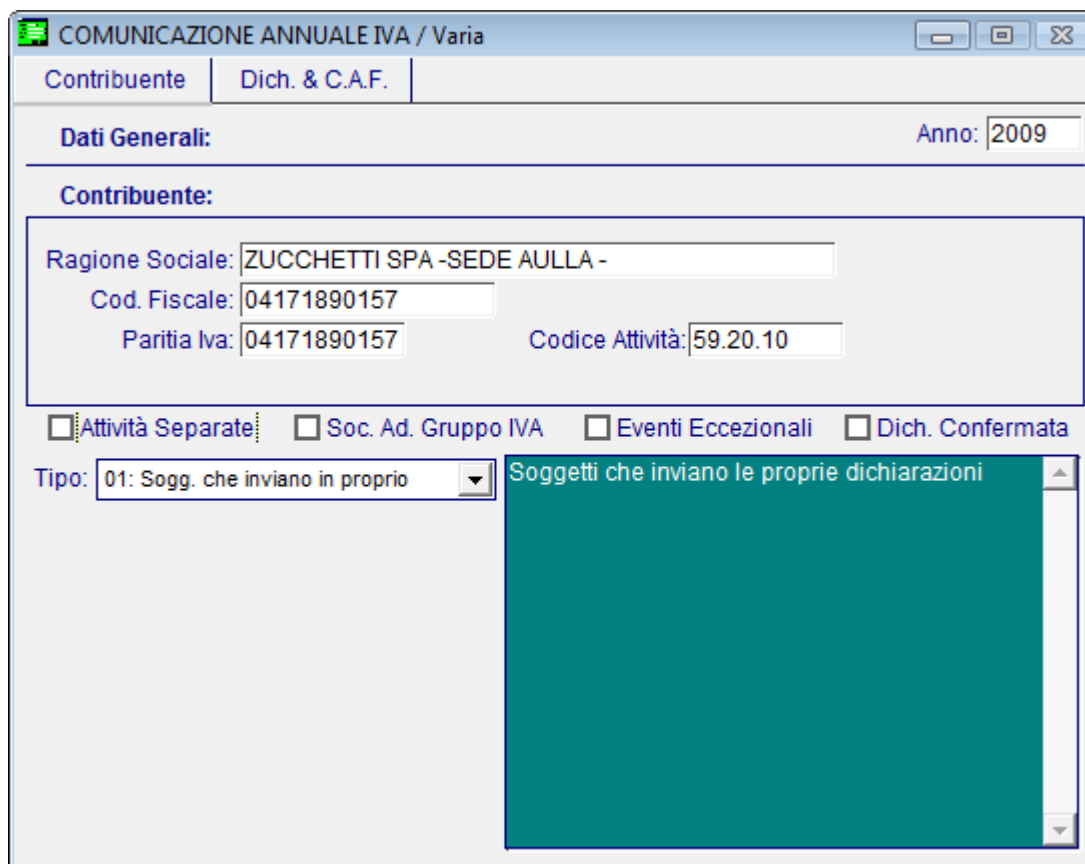 COMUNICAZIONE ANNUALE IVA / Varia
Contribuente Dich. & C.A.F.
Dati Generali: Anno: 2009
Contribuente:
Ragione Sociale: ZUCCHETTI SPA -SEDE AULLA -
Cod. Fiscale: 04171890157
Paritia Iva: 04171890157 Codice Attività: 59.20.10
Attività Separate Soc. Ad. Gruppo IVA Eventi Eccezionali Dich. Confermata
Tipo: 01: Sogg. che inviano in proprio Soggetti che inviano le proprie dichiarazioni